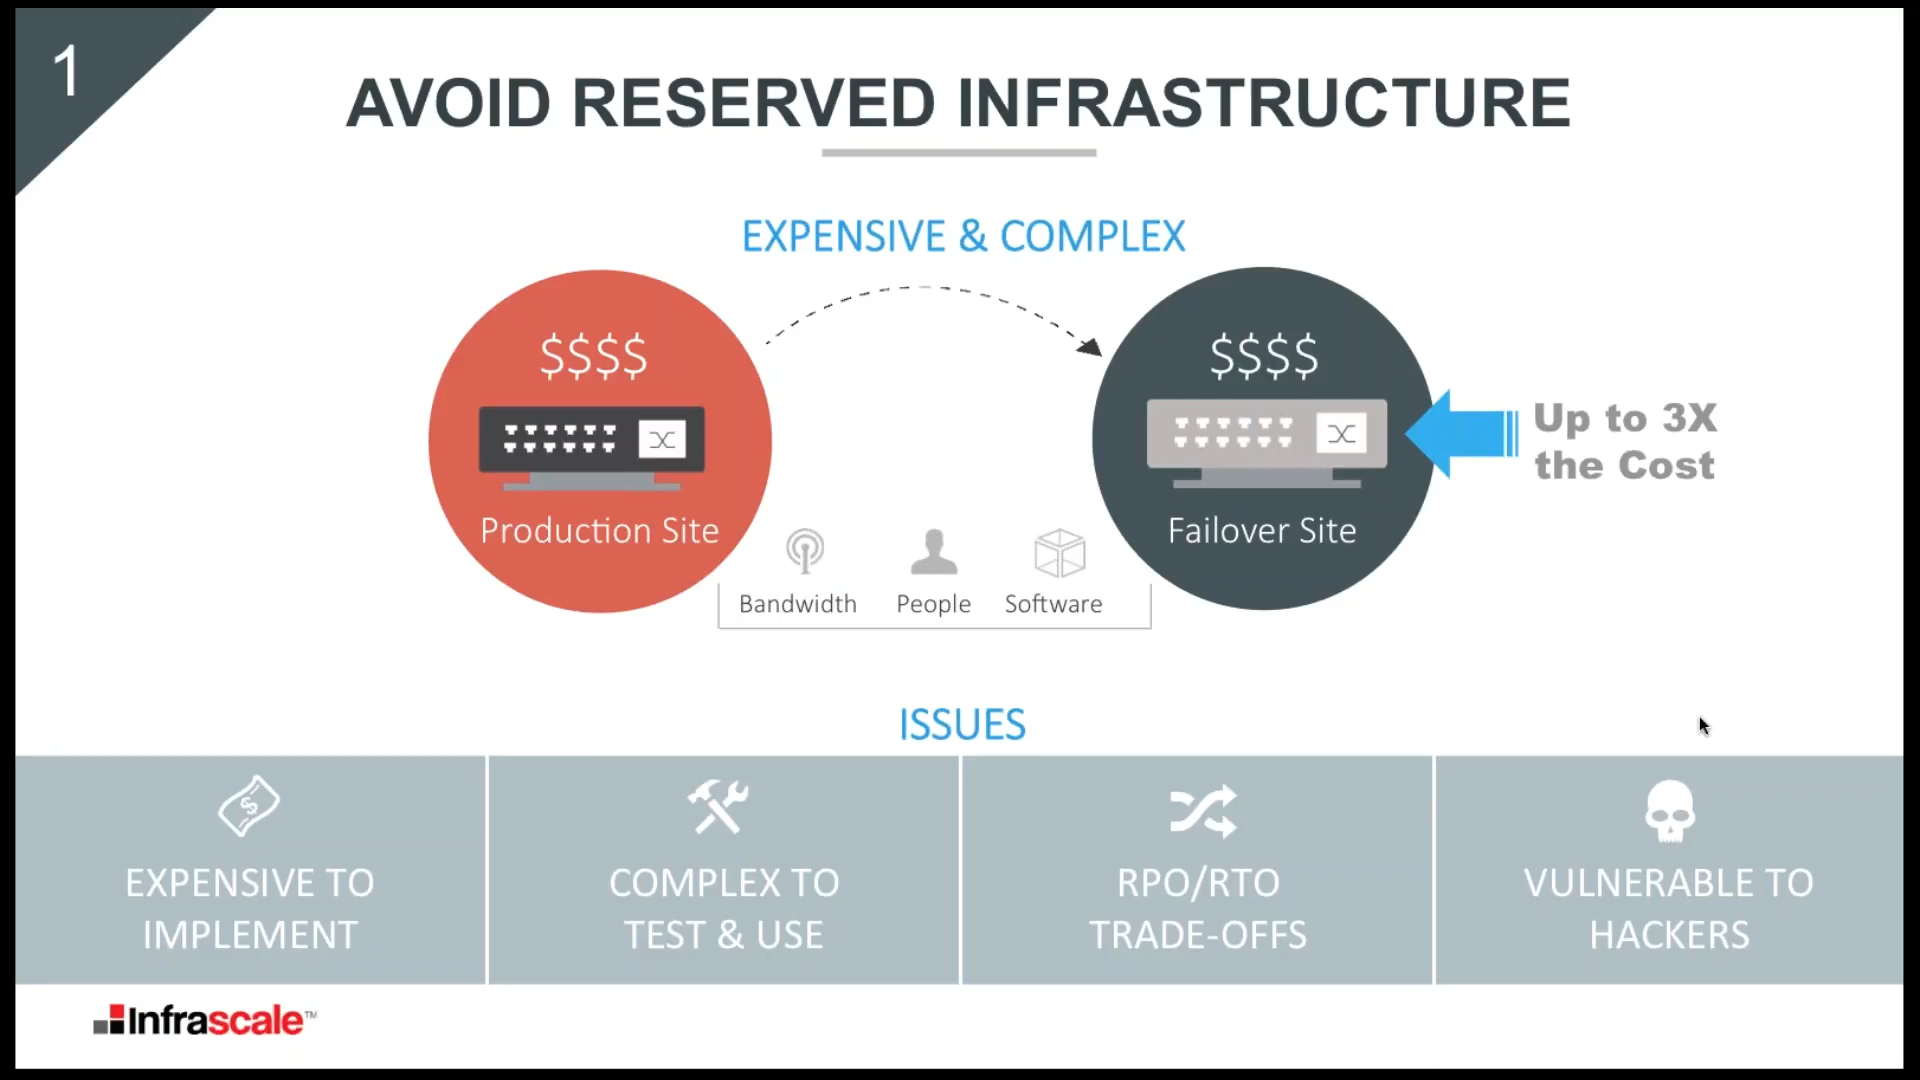 1
AVOID RESERVED INFRASTRUCTURE
EXPENSIVE & COMPLEX
$$$$
Production Site
$$$$
Failover Site
Up to 3X
the Cost
Bandwidth
People
Software
ISSUES
$
EXPENSIVE TO
IMPLEMENT
COMPLEX TO
TEST & USE
RPO/RTO
TRADE-OFFS
VULNERABLE TO
HACKERS
Infrascale™